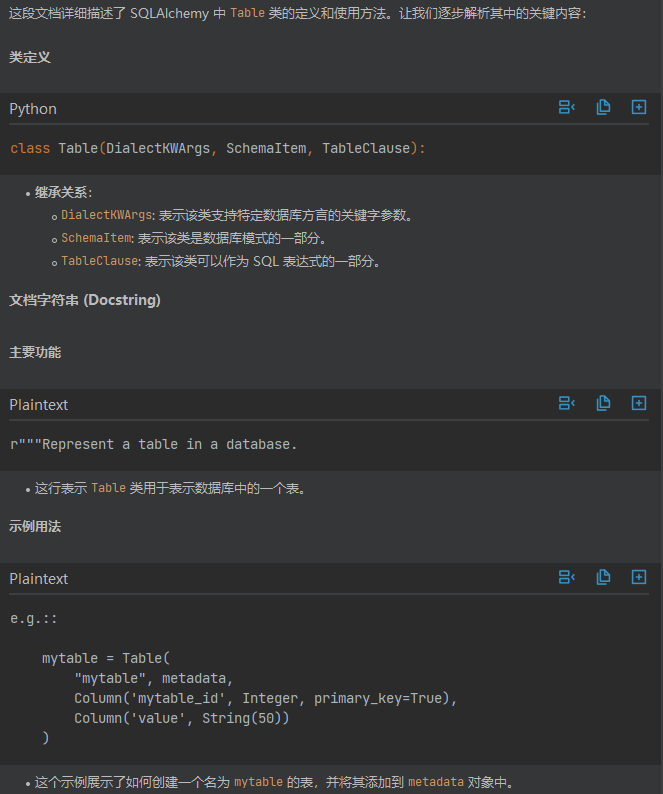 这段文档详细描述了 SQLAlchemy 中 Table 类的定义和使用方法。让我们逐步解析其中的关键内容:
类定义
Python
class Table(DialectKWArgs, SchemaItem, TableClause):
• 继承关系:
○ DialectKWArgs: 表示该类支持特定数据库方言的关键字参数。
○ SchemaItem: 表示该类是数据库模式的一部分。
○ TableClause: 表示该类可以作为 SQL 表达式的一部分。
文档字符串 (Docstring)
主要功能
Plaintext
r"""Represent a table in a database.
• 这行表示 Table 类用于表示数据库中的一个表。
示例用法
Plaintext
e.g.::
mytable = Table(
"mytable", metadata,
Column('mytable_id', Integer, primary_key=True),
Column('value', String(50))
)
• 这个示例展示了如何创建一个名为 mytable 的表，并将其添加到 metadata 对象中。